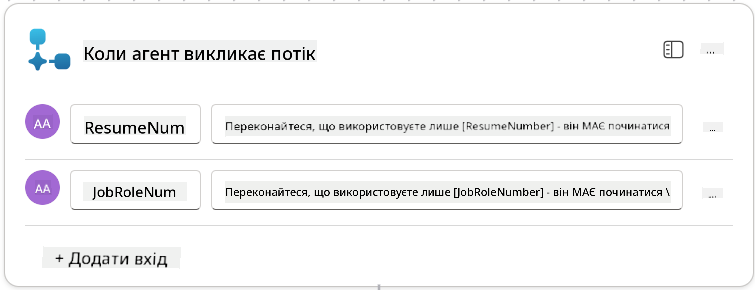 Коли агент викликає потік
...
AA
ResumeNum
Переконайтеся, що використовуєте лише [ResumeNumber] - він МАЄ починатися
...
AA
JobRoleNum
Переконайтеся, що використовуєте лише [JobRoleNumber] - він МАЄ починатися \
...
+ Додати вхід